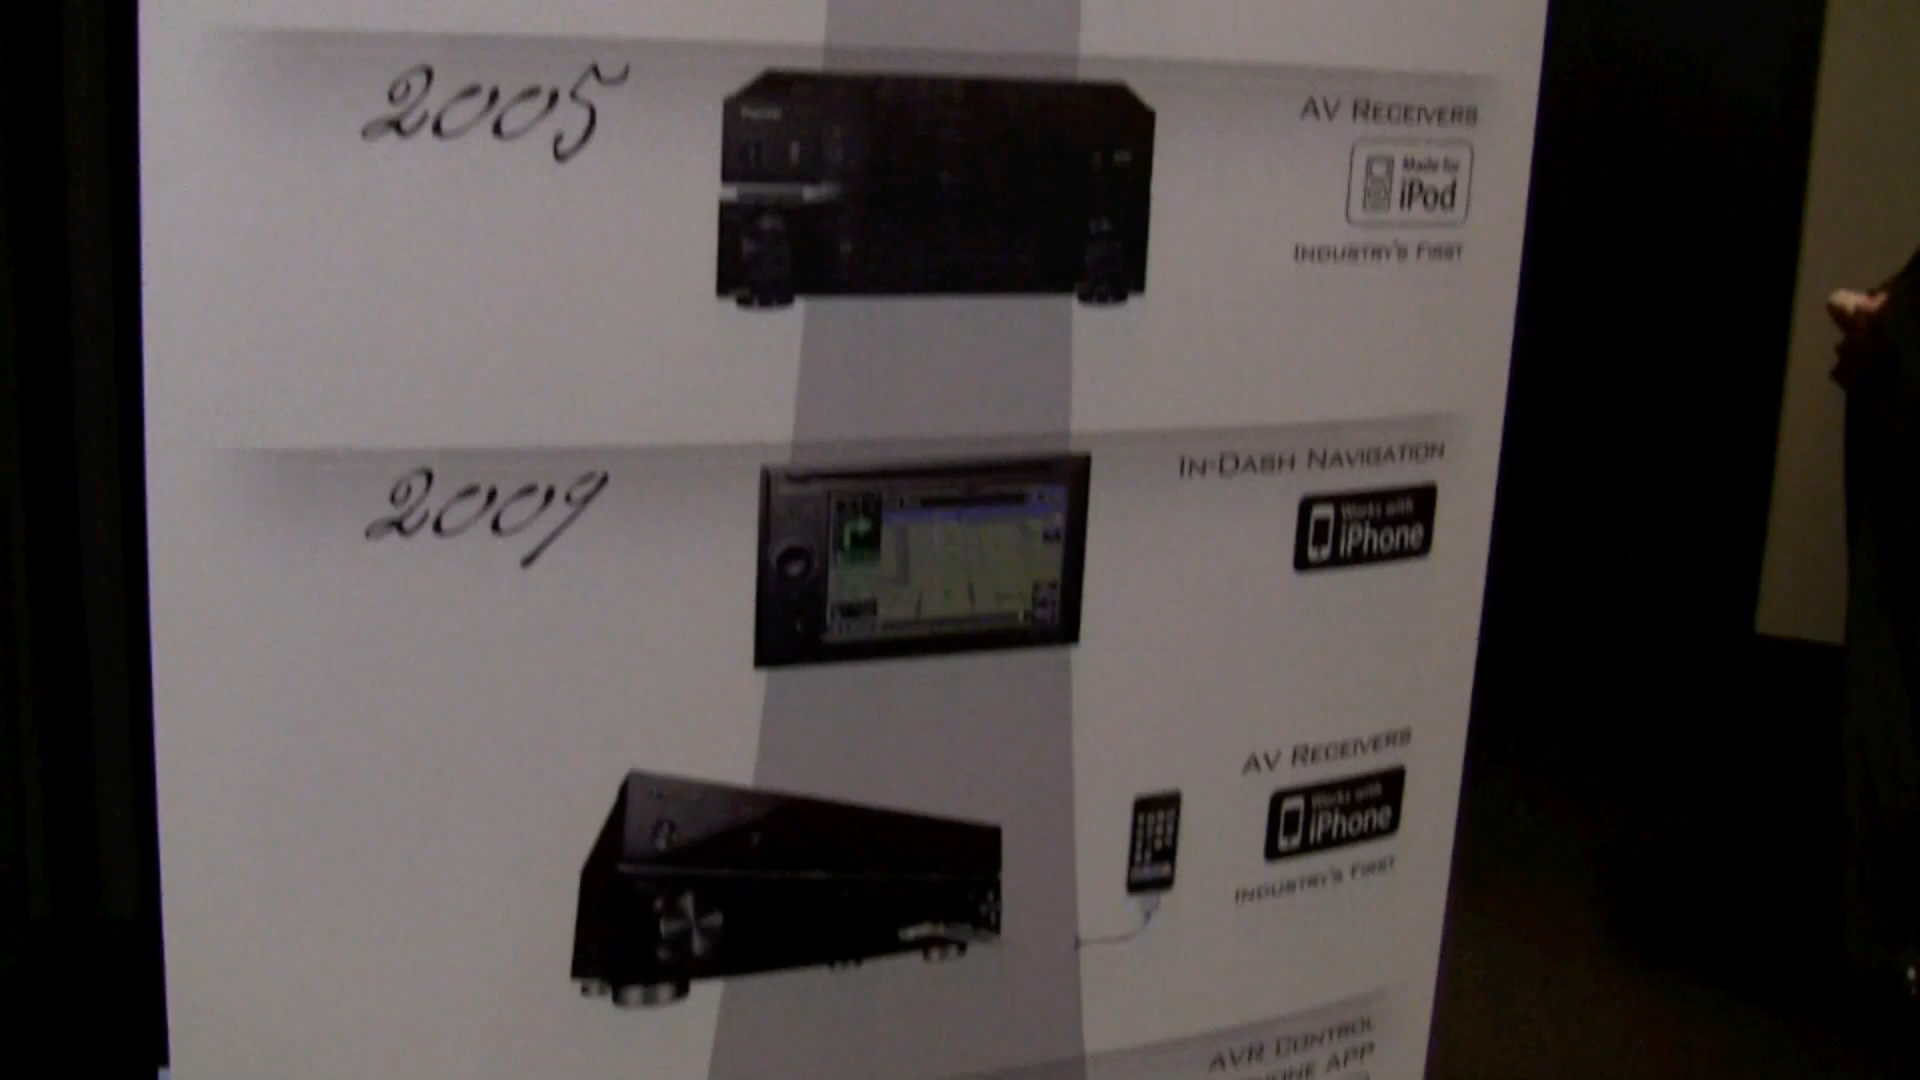 2005
AV Receivers
Made for
iPod
Industry's First
2009
In-Dash Navigation
Works with
iPhone
AV Receivers
Works with
iPhone
Industry's First
AVR Control
App